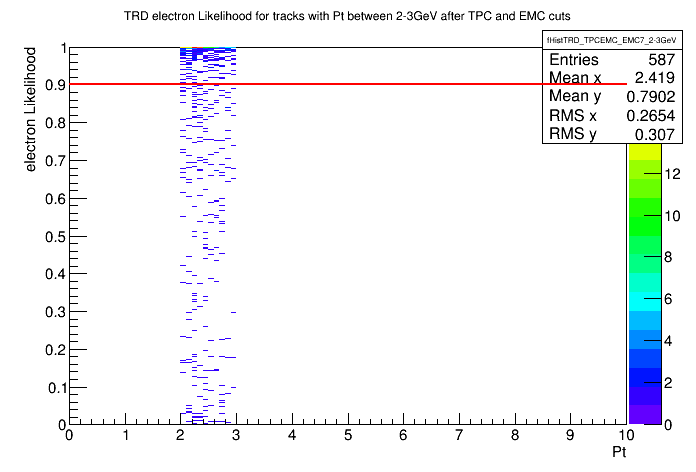 TRD electron Likelihood for tracks with Pt between 2-3GeV after TPC and EMC cuts
fHistTRD_TPCEMC_EMC7_2-3GeV
Entries 587
Mean x 2.419
Mean y 0.7902
RMS x 0.2654
RMS y 0.307
electron Likelihood
1
0.9
0.8
0.7
0.6
0.5
0.4
0.3
0.2
0.1
0
12
10
8
6
4
2
0
0 1 2 3 4 5 6 7 8 9 10
Pt